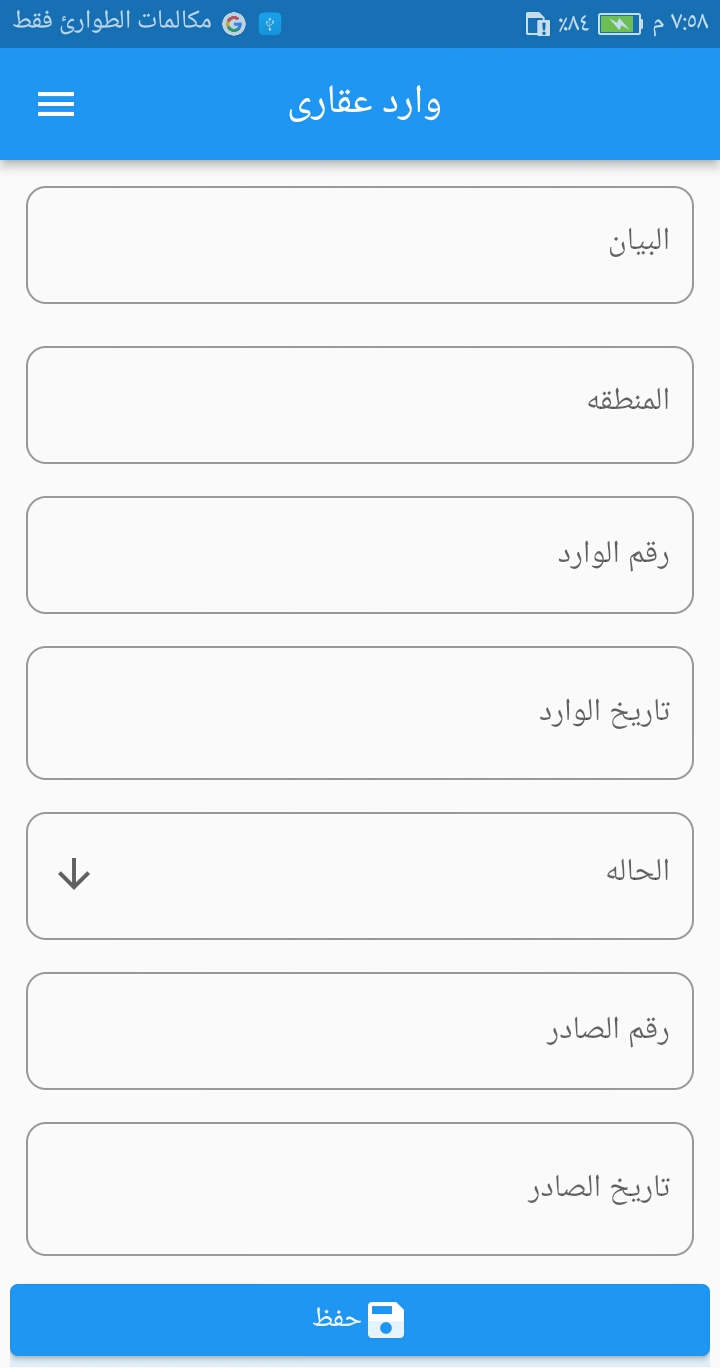 ٧:٥٨ م ٨٤٪ مكالمات الطوارئ فقط
وارد عقارى
البيان
المنطقه
رقم الوارد
تاريخ الوارد
الحاله
رقم الصادر
تاريخ الصادر
حفظ